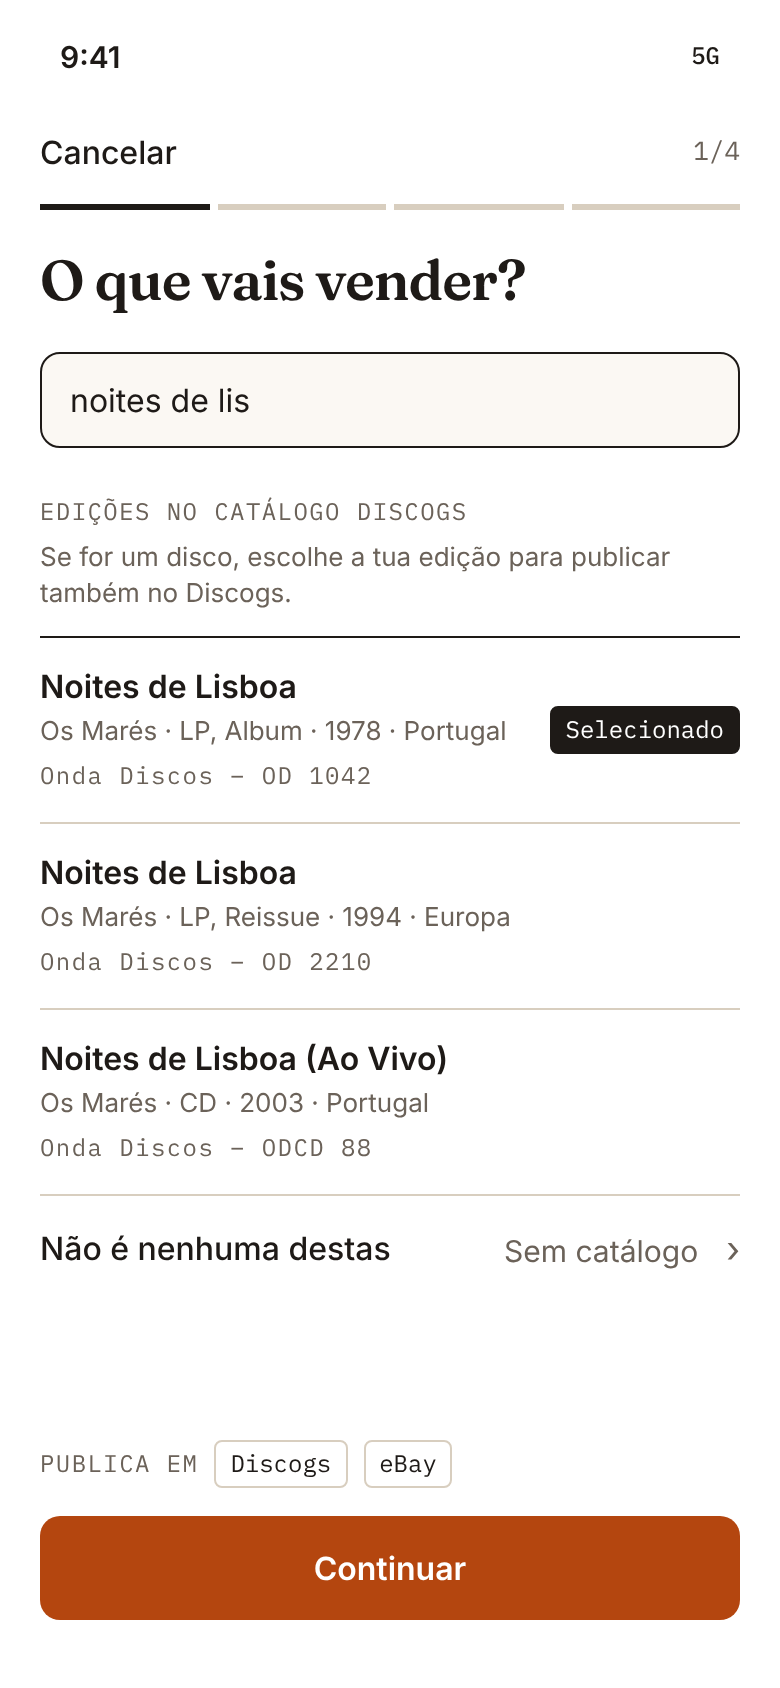 9:41
5G
Cancelar
1/4
O que vais vender?
noites de lis
EDIÇÕES NO CATÁLOGO DISCOGS
Se for um disco, escolhe a tua edição para publicar
também no Discogs.
Noites de Lisboa
Os Marés · LP, Album · 1978 · Portugal
Selecionado
Onda Discos – OD 1042
Noites de Lisboa
Os Marés · LP, Reissue · 1994 · Europa
Onda Discos – OD 2210
Noites de Lisboa (Ao Vivo)
Os Marés · CD · 2003 · Portugal
Onda Discos – ODCD 88
Não é nenhuma destas
Sem catálogo ›
PUBLICA EM Discogs eBay
Continuar